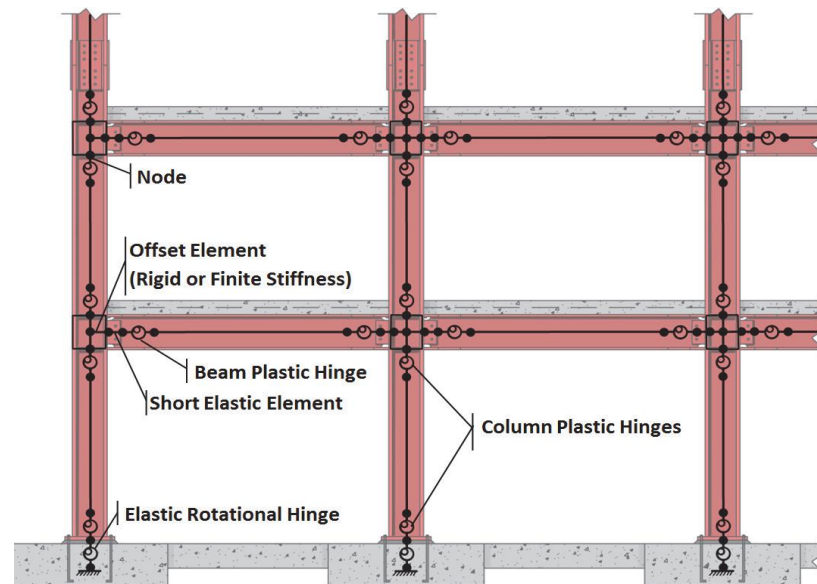 Node
Offset Element
(Rigid or Finite Stiffness)
Beam Plastic Hinge
Short Elastic Element
Column Plastic Hinges
Elastic Rotational Hinge